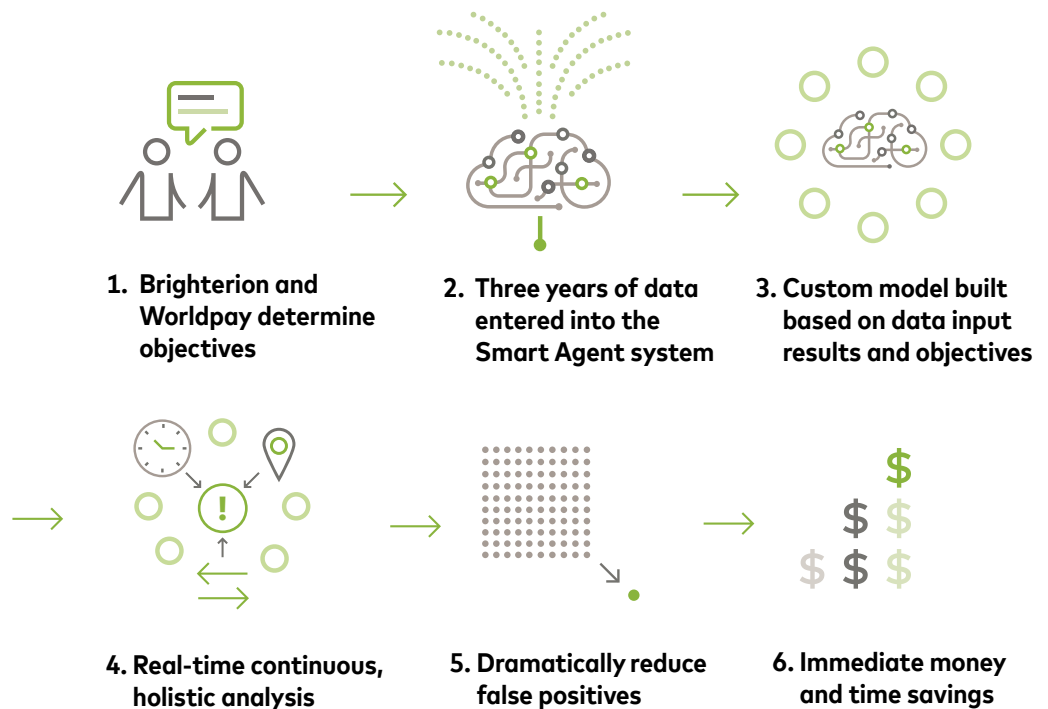 1. Brighterion and
Worldpay determine
objectives
2. Three years of data
entered into the
Smart Agent system
3. Custom model built
based on data input
results and objectives
!
$
$ $
$ $ $
4. Real-time continuous,
holistic analysis
5. Dramatically reduce
false positives
6. Immediate money
and time savings